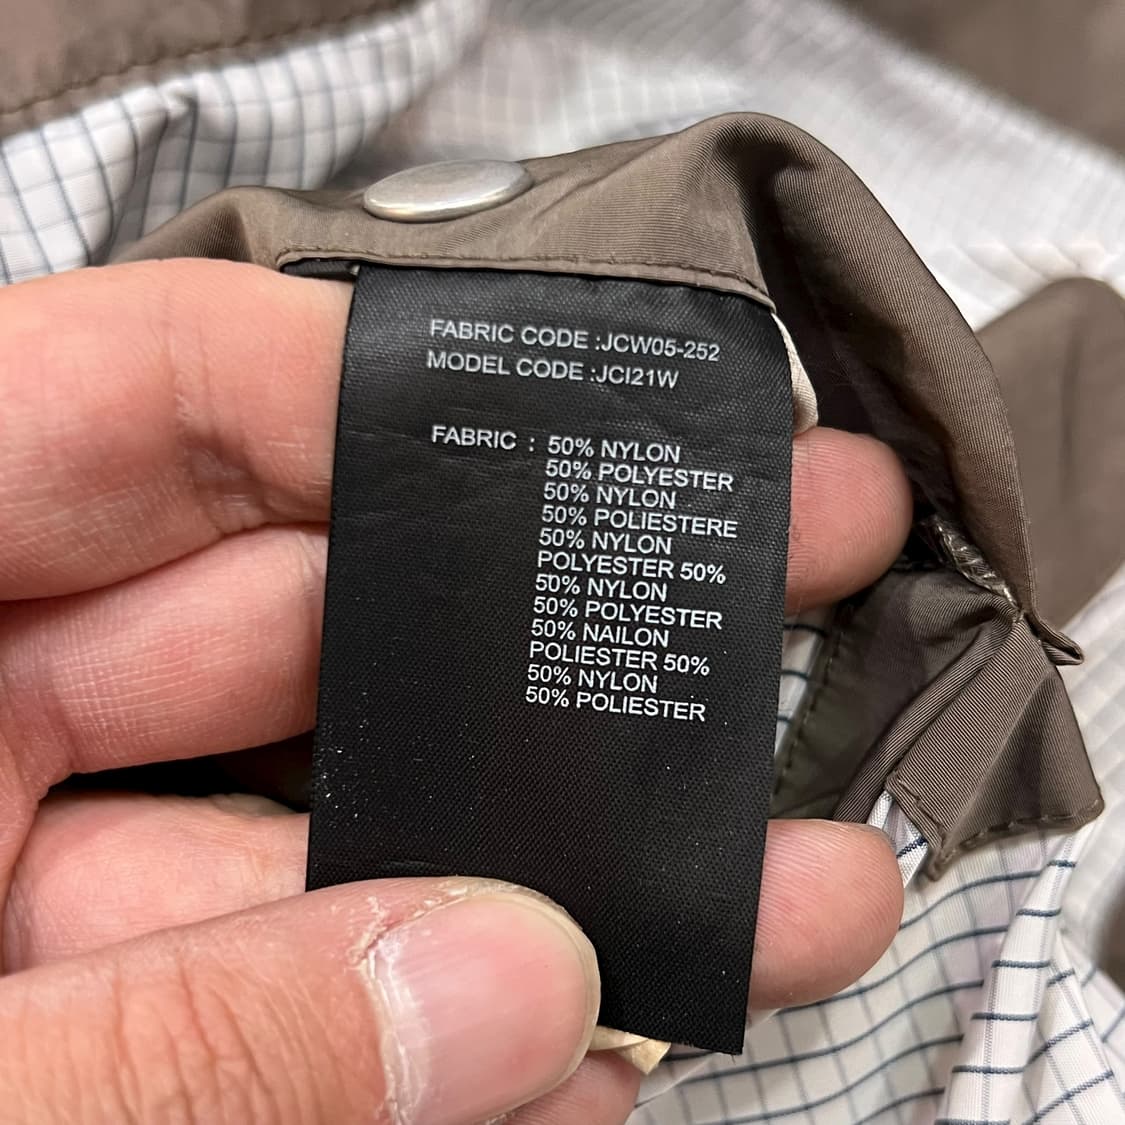 FABRIC CODE :JCW05-252
MODEL CODE :JCI21W
FABRIC : 50% NYLON
50% POLYESTER
50% NYLON
50% POLIESTERE
50% NYLON
POLYESTER 50%
50% NYLON
50% POLYESTER
50% NAILON
POLIESTER 50%
50% NYLON
50% POLIESTER